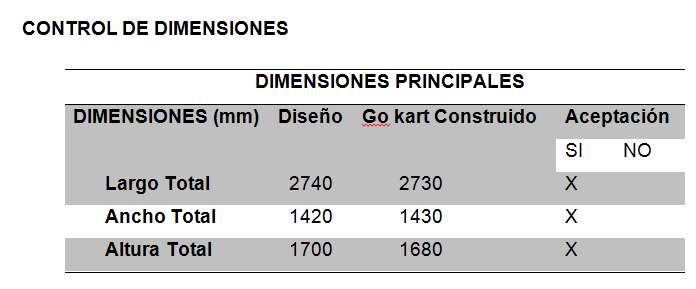 CONTROL DE DIMENSIONES
DIMENSIONES PRINCIPALES
DIMENSIONES (mm) Diseño Go kart Construido Aceptación
SI NO
Largo Total 2740 2730 X
Ancho Total 1420 1430 X
Altura Total 1700 1680 X